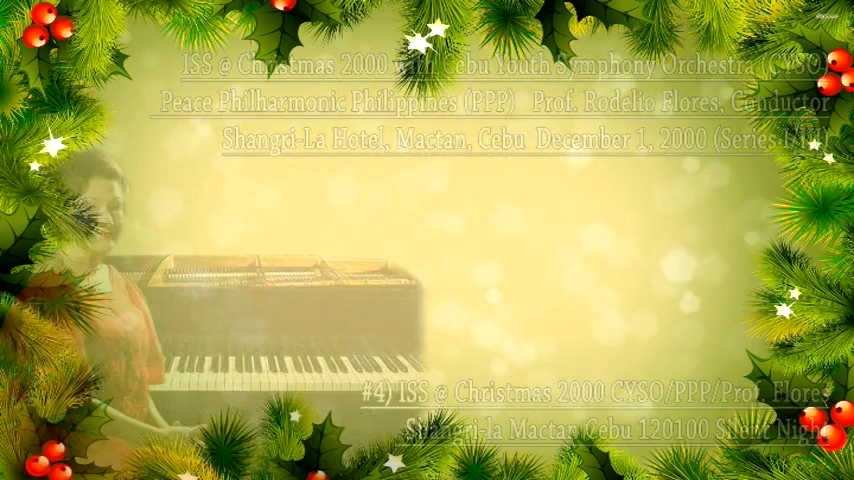 ISS @ Christmas 2000 with Cebu Youth Symphony Orchestra
Peace Philharmonic Philippines (PPP) Prof. Rodelio Flores, Conductor
Shangri-La Hotel, Mactan, Cebu December 1, 2000 (Series I/III)
#4) ISS @ Christmas 2000 CYSO/PPP/Prof. Flores
Shangri-la Mactan Cebu 120100 Silent Night